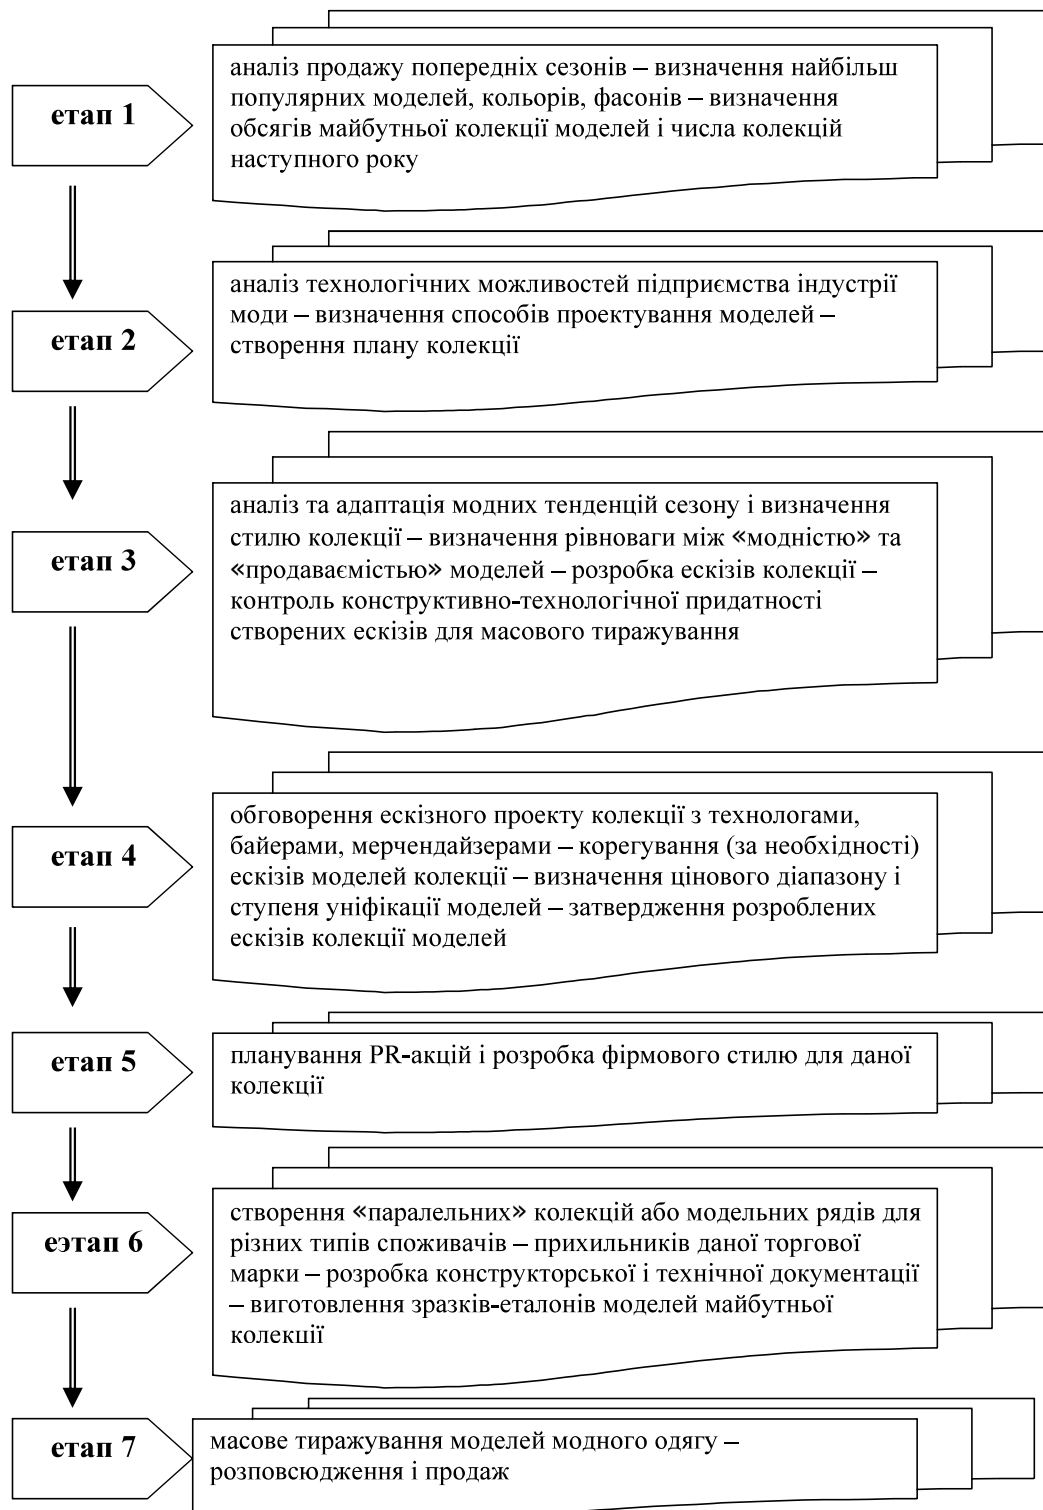 етап 1
аналіз продажу попередніх сезонів – визначення найбільш
популярних моделей, кольорів, фасонів – визначення
обсягів майбутньої колекції моделей і числа колекцій
наступного року
етап 2
аналіз технологічних можливостей підприємства індустрії
моди – визначення способів проектування моделей –
створення плану колекції
етап 3
аналіз та адаптація модних тенденцій сезону і визначення
стилю колекції – визначення рівноваги між «модністю» та
«продаваємістью» моделей – розробка ескізів колекції –
контроль конструктивно-технологічної придатності
створених ескізів для масового тиражування
етап 4
обговорення ескізного проекту колекції з технологами,
байерами, мерчендайзерами – корегування (за необхідності)
ескізів моделей колекції – визначення цінового діапазону і
ступеня уніфікації моделей – затвердження розроблених
ескізів колекції моделей
етап 5
планування PR-акцій і розробка фірмового стилю для даної
колекції
еэтап 6
створення «паралельних» колекцій або модельних рядів для
різних типів споживачів – прихильників даної торгової
марки – розробка конструкторської і технічної документації
– виготовлення зразків-еталонів моделей майбутньої
колекції
етап 7
масове тиражування моделей модного одягу –
розповсюдження і продаж